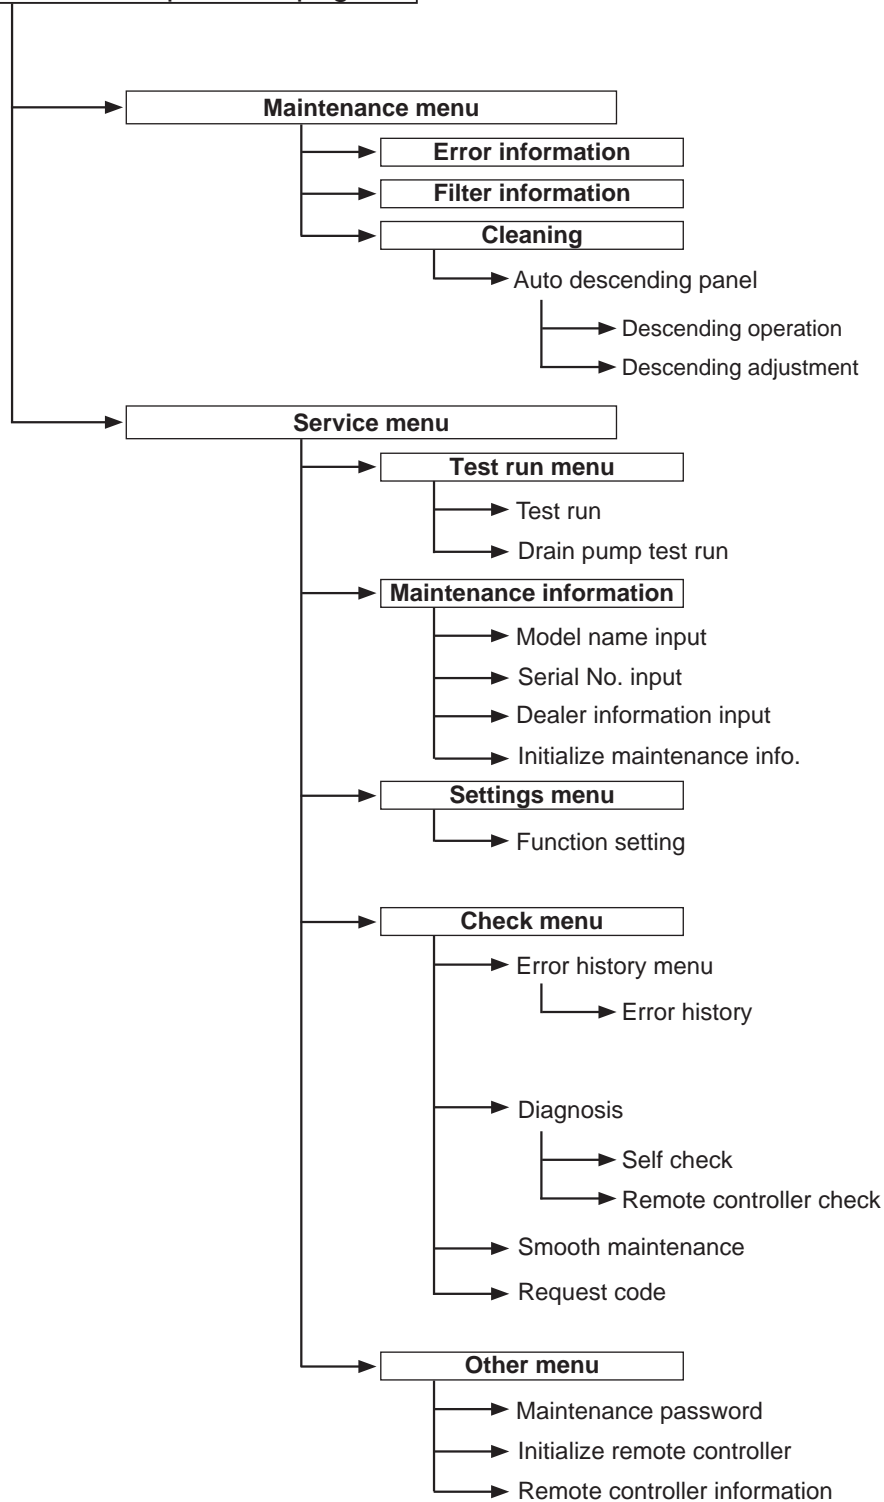 Maintenance menu
Error information
Filter information
Cleaning
Auto descending panel
Descending operation
Descending adjustment
Service menu
Test run menu
Test run
Drain pump test run
Maintenance information
Model name input
Serial No. input
Dealer information input
Initialize maintenance info.
Settings menu
Function setting
Check menu
Error history menu
Error history
Diagnosis
Self check
Remote controller check
Smooth maintenance
Request code
Other menu
Maintenance password
Initialize remote controller
Remote controller information